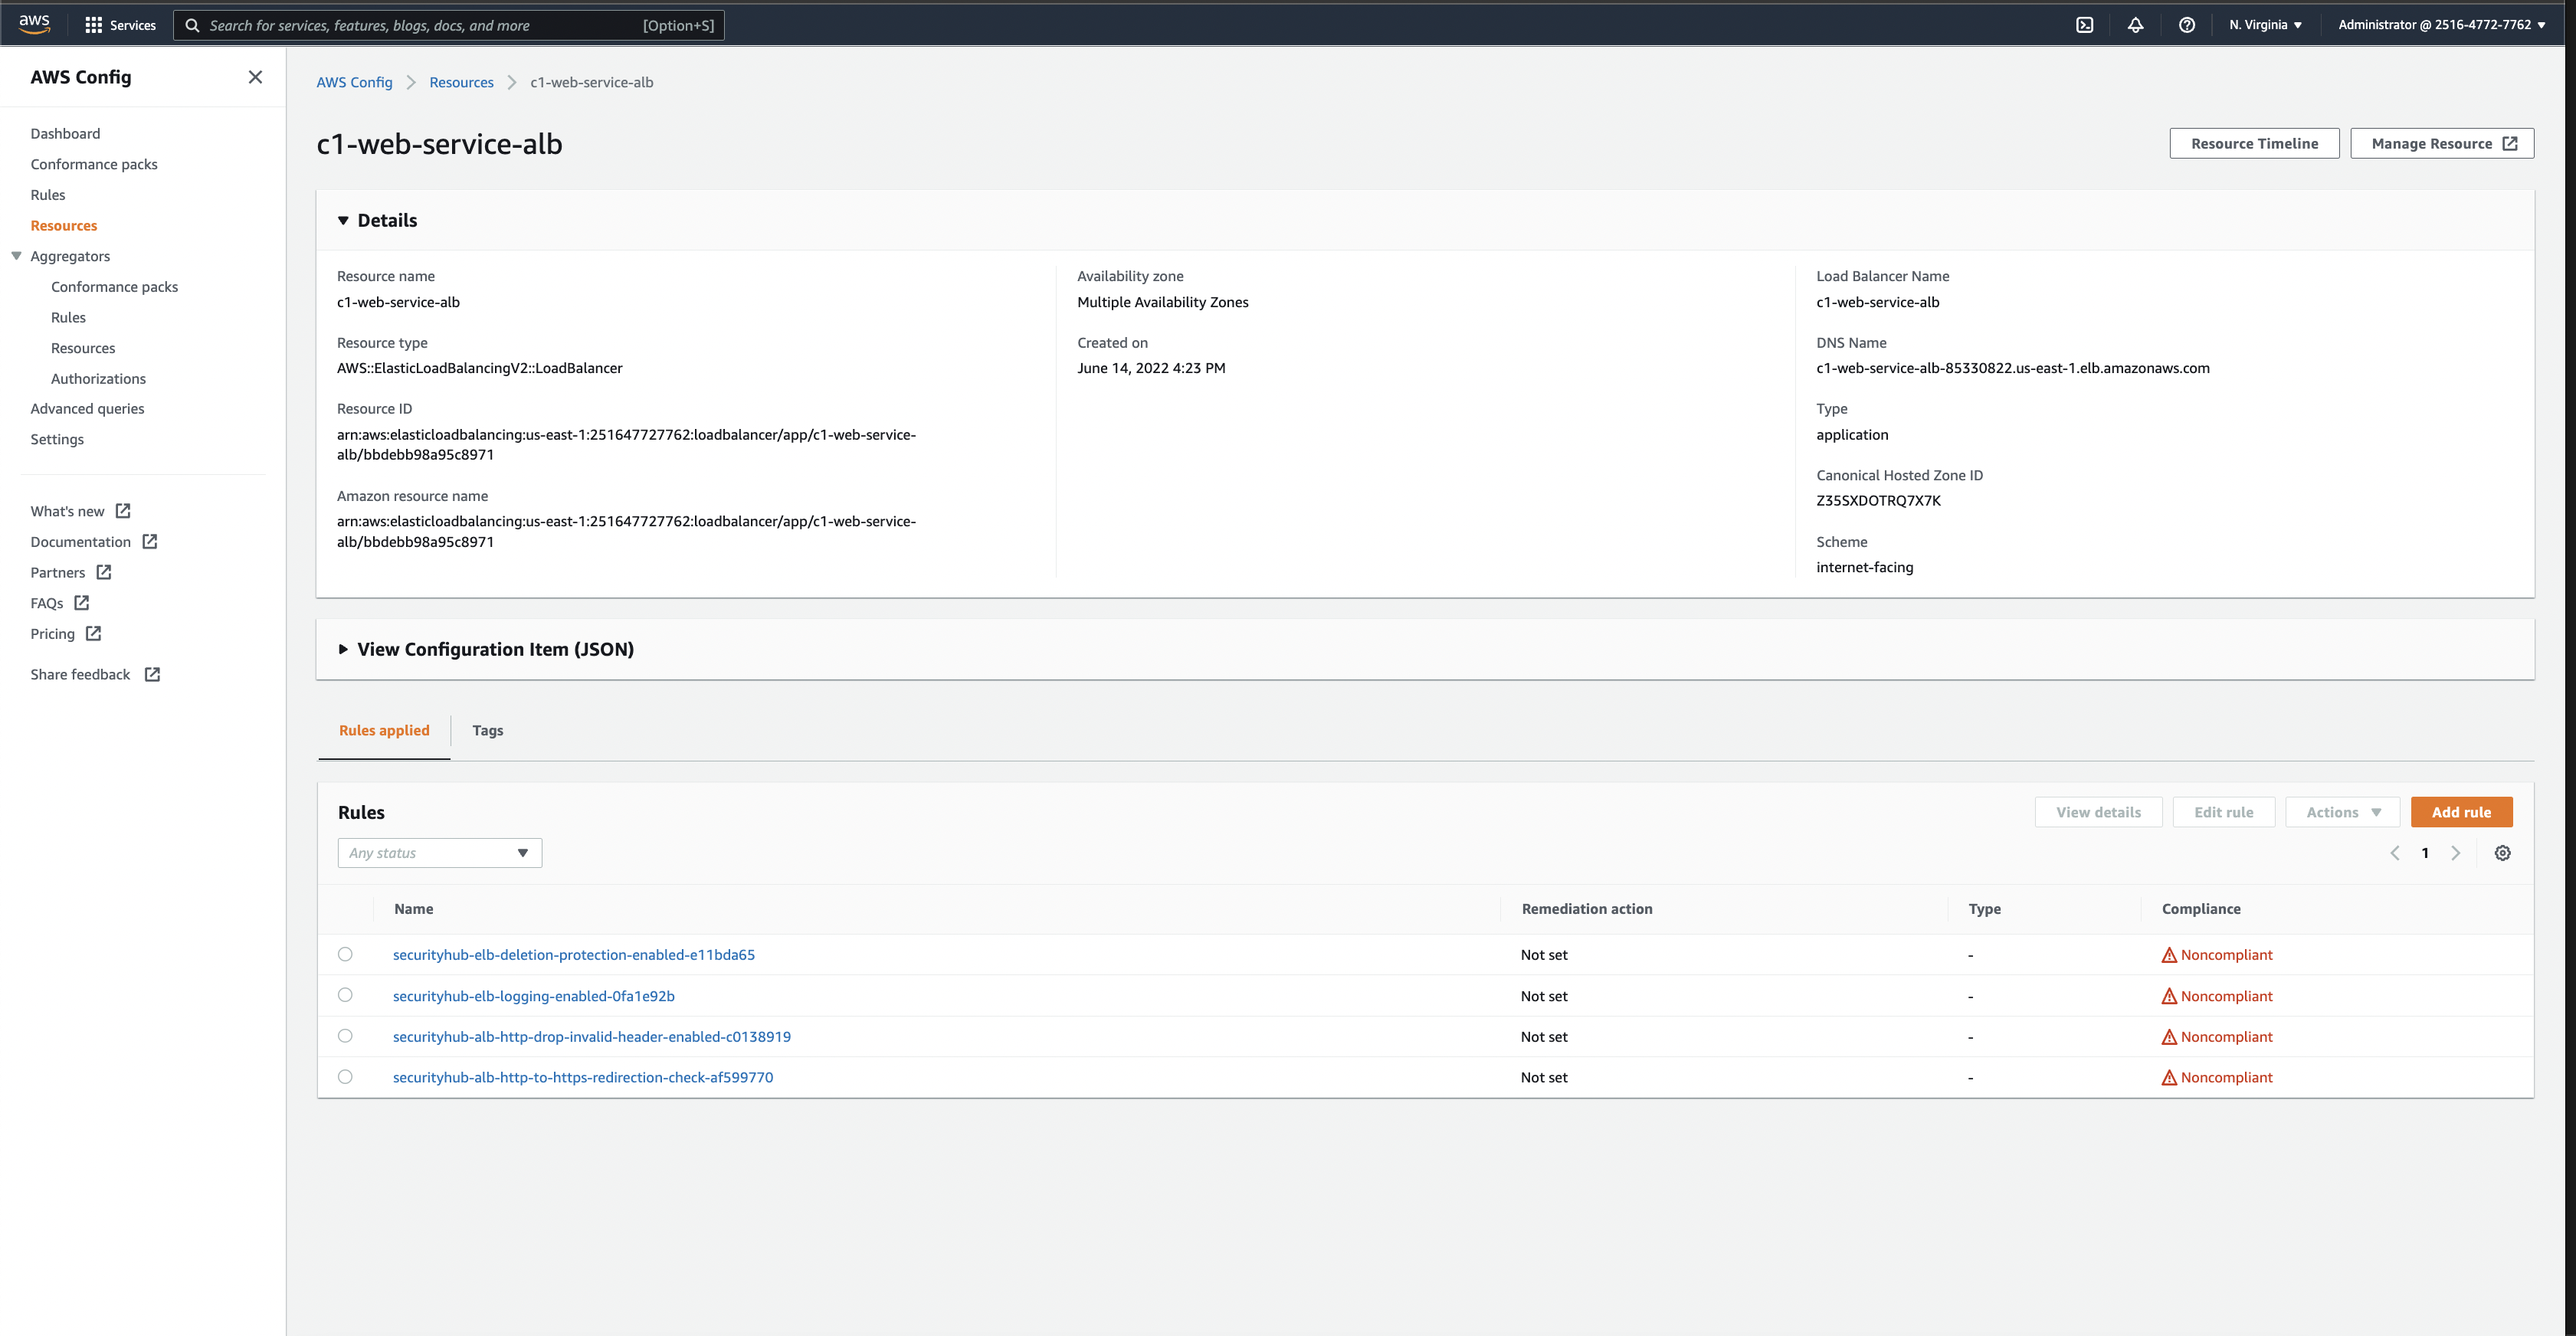 aws
Services
Search for services, features, blogs, docs, and more
[Option+S]
N. Virginia
Administrator @ 2516-4772-7762
AWS Config
Dashboard
Conformance packs
Rules
Resources
Aggregators
Conformance packs
Rules
Resources
Authorizations
Advanced queries
Settings
What's new
Documentation
Partners
FAQs
Pricing
Share feedback
AWS Config
Resources
c1-web-service-alb
c1-web-service-alb
Resource Timeline
Manage Resource
Details
Resource name
c1-web-service-alb
Resource type
AWS::ElasticLoadBalancingV2::LoadBalancer
Resource ID
arn:aws:elasticloadbalancing:us-east-1:251647727762:loadbalancer/app/c1-web-service-
alb/bbdebb98a95c8971
Amazon resource name
arn:aws:elasticloadbalancing:us-east-1:251647727762:loadbalancer/app/c1-web-service-
alb/bbdebb98a95c8971
Availability zone
Multiple Availability Zones
Created on
June 14, 2022 4:23 PM
Load Balancer Name
c1-web-service-alb
DNS Name
c1-web-service-alb-85330822.us-east-1.elb.amazonaws.com
Type
application
Canonical Hosted Zone ID
Z35SXDOTRQ7X7K
Scheme
internet-facing
View Configuration Item (JSON)
Rules applied
Tags
Rules
View details
Edit rule
Actions
Add rule
Any status
1
Name Remediation action Type Compliance
securityhub-elb-deletion-protection-enabled-e11bda65 Not set - Noncompliant
securityhub-elb-logging-enabled-0fa1e92b Not set - Noncompliant
securityhub-alb-http-drop-invalid-header-enabled-c0138919 Not set - Noncompliant
securityhub-alb-http-to-https-redirection-check-af599770 Not set - Noncompliant